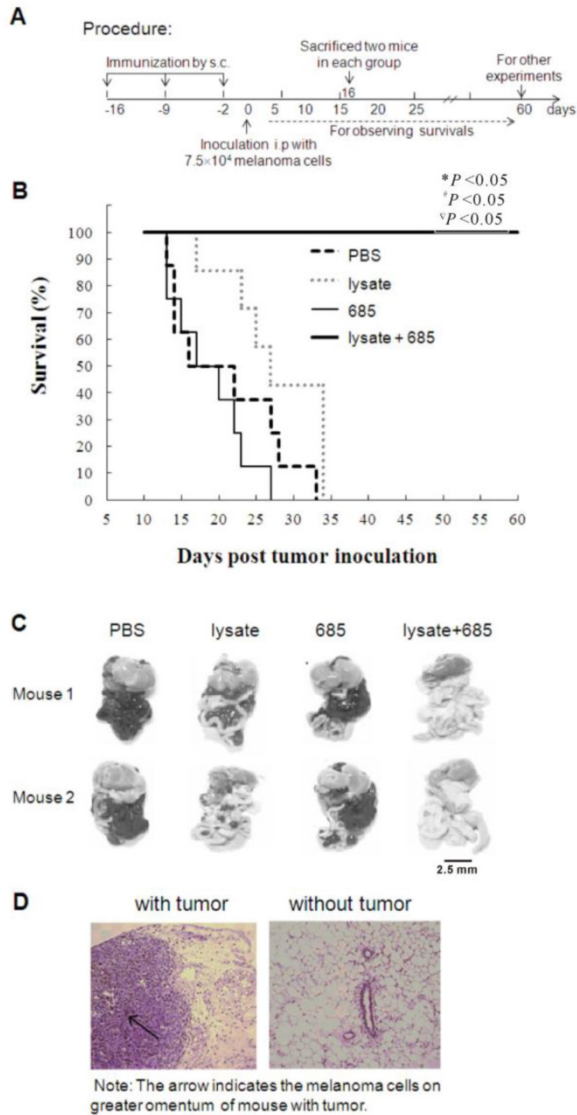 A
Procedure:
Immunization by s.c.
Sacrificed two mice
in each group
For other
experiments
-16 -9 -2 0 5 10 15 16 20 25 60 days
For observing survivals
Inoculation i.p with
7.5×10⁴ melanoma cells
B
*P<0.05
#P<0.05
∇P<0.05
Survival (%)
100
90
80
70
60
50
40
30
20
10
0
PBS
lysate
685
lysate + 685
5 10 15 20 25 30 35 40 45 50 55 60
Days post tumor inoculation
C
PBS lysate 685 lysate+685
Mouse 1
Mouse 2
2.5 mm
D
with tumor without tumor
Note: The arrow indicates the melanoma cells on
greater omentum of mouse with tumor.